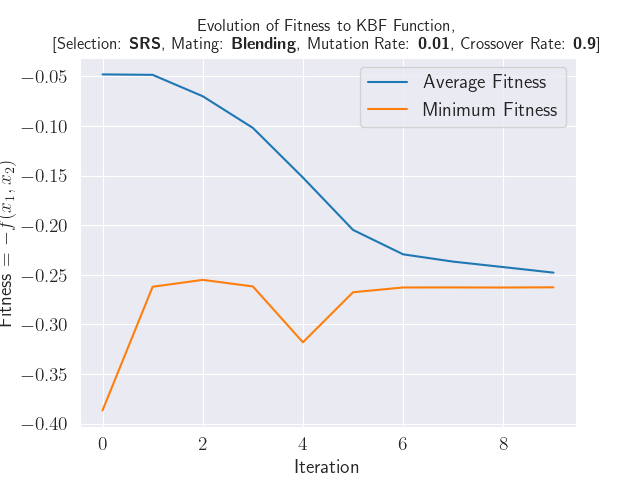 Evolution of Fitness to KBF Function,
[Selection: SRS, Mating: Blending, Mutation Rate: 0.01, Crossover Rate: 0.9]
Average Fitness
Minimum Fitness
Fitness = −f(x₁, x₂)
−0.05
−0.10
−0.15
−0.20
−0.25
−0.30
−0.35
−0.40
0 2 4 6 8
Iteration